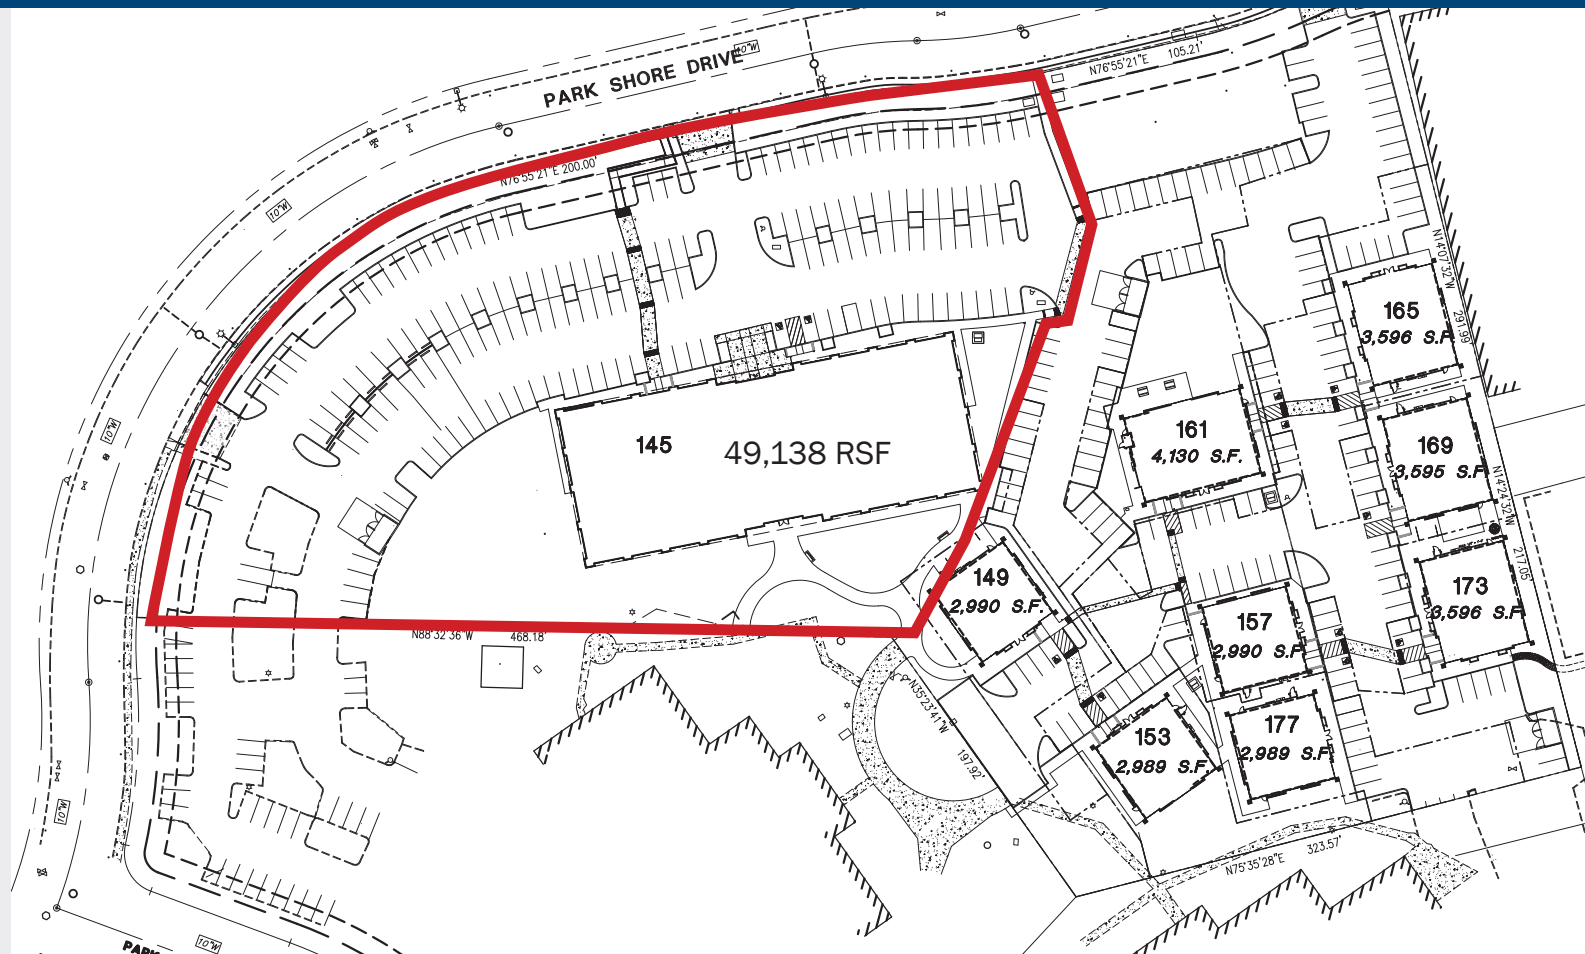 PARK SHORE DRIVE
10"W
N76°55'21"E 105.21'
N76°55'21"E 200.00'
10"W
10"W
N14°07'32"W
291.99
165
3,596 S.F.
145
49,138 RSF
161
4,130 S.F.
169
3,595 S.F.
N14°24'32"W
217.05'
149
2,990 S.F.
173
3,596 S.F.
157
2,990 S.F.
N88°32'36"W 468.18'
N35°23'41"W
197.92'
153
2,989 S.F.
177
2,989 S.F.
10"W
N75°35'28"E 323.57'
PARK
10"W